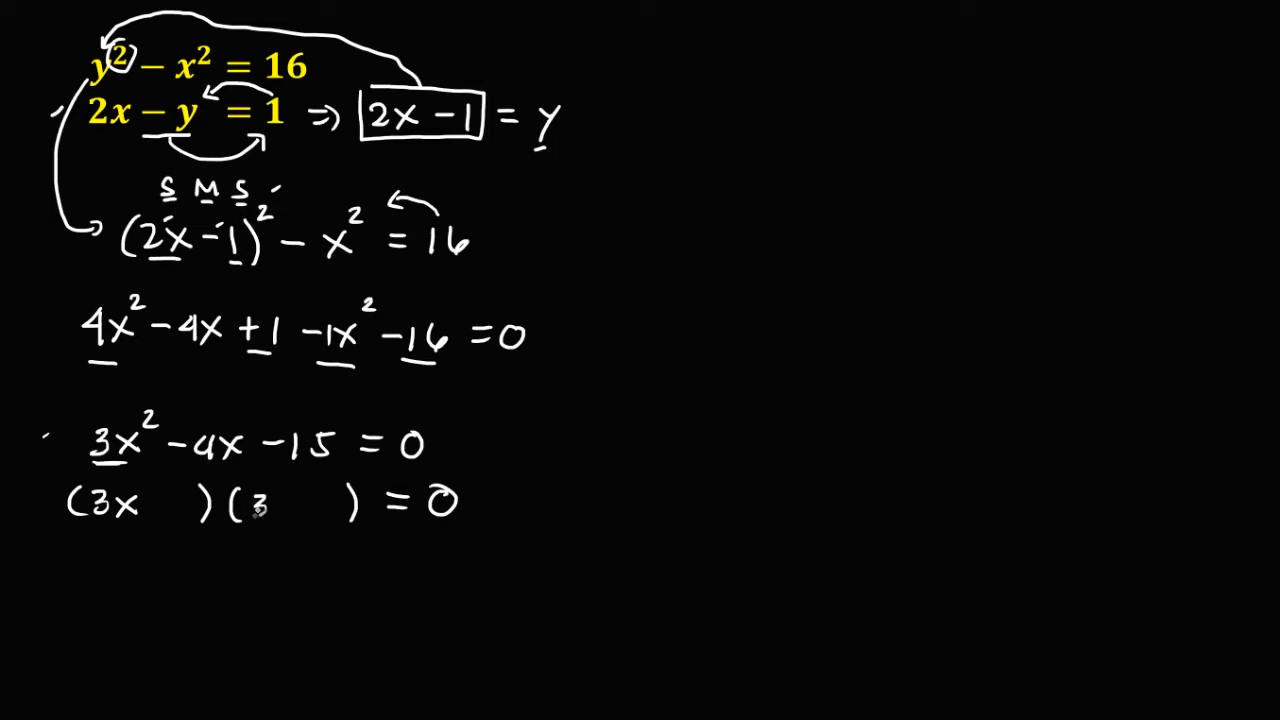 y² − x² = 16
2x − y = 1 ⇒ 2x − 1 = y
S M S
(2x − 1)² − x² = 16
4x² − 4x + 1 − 1x² − 16 = 0
3x² − 4x − 15 = 0
(3x )(3 ) = 0